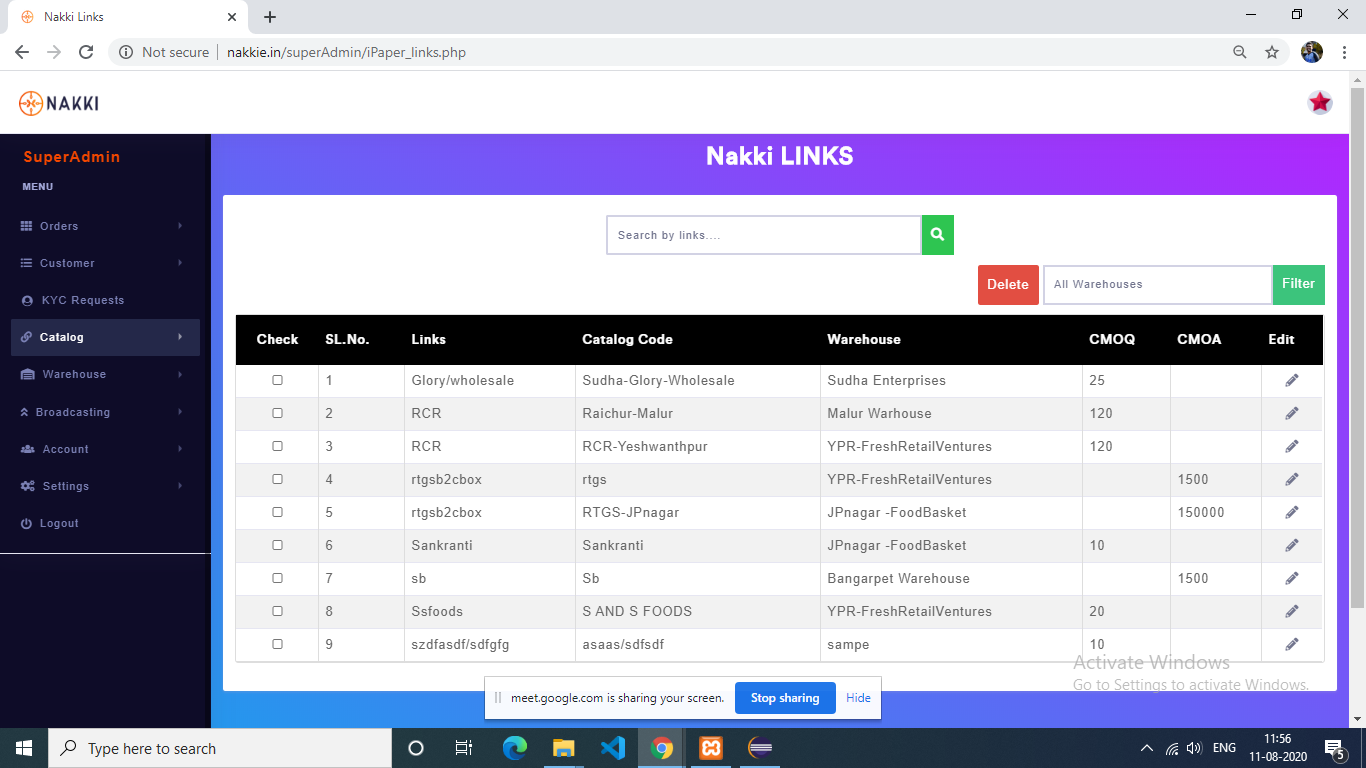 Nakki Links
Not secure nakkie.in/superAdmin/iPaper_links.php
NAKKI
SuperAdmin
MENU
Orders
Customer
KYC Requests
Catalog
Warehouse
Broadcasting
Account
Settings
Logout
Nakki LINKS
Search by links....
Delete All Warehouses Filter
Check SL.No. Links Catalog Code Warehouse CMOQ CMOA Edit
1 Glory/wholesale Sudha-Glory-Wholesale Sudha Enterprises 25
2 RCR Raichur-Malur Malur Warhouse 120
3 RCR RCR-Yeshwanthpur YPR-FreshRetailVentures 120
4 rtgsb2cbox rtgs YPR-FreshRetailVentures 1500
5 rtgsb2cbox RTGS-JPnagar JPnagar -FoodBasket 150000
6 Sankranti Sankranti JPnagar -FoodBasket 10
7 sb Sb Bangarpet Warehouse 1500
8 Ssfoods S AND S FOODS YPR-FreshRetailVentures 20
9 szdfasdf/sdfgfg asaas/sdfsdf sampe 10
Activate Windows
Go to Settings to activate Windows.
meet.google.com is sharing your screen. Stop sharing Hide
Type here to search
ENG
11:56
11-08-2020
5